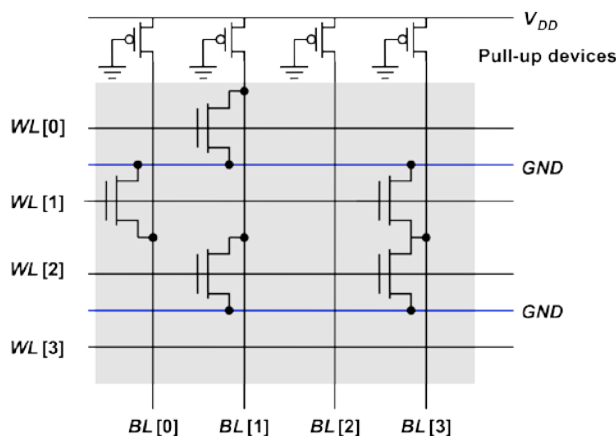 V_DD
Pull-up devices
WL[0]
GND
WL[1]
WL[2]
GND
WL[3]
BL[0] BL[1] BL[2] BL[3]